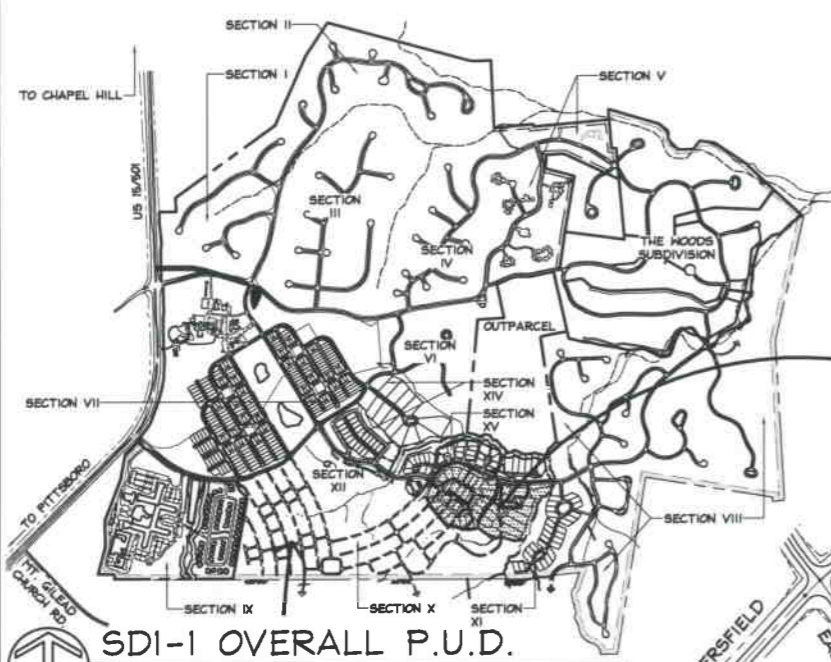 SECTION II
SECTION I
SECTION V
TO CHAPEL HILL
US 15/501
SECTION
III
SECTION
IV
THE WOODS
SUBDIVISION
OUTPARCEL
SECTION
VI
SECTION VII
SECTION
XIV
SECTION
XV
SECTION
XII
TO PITTSBORO
SECTION VIII
MT. GILEAD
CHURCH RD
SECTION IX
SECTION X
SECTION
XI
SDI-1 OVERALL P.U.D.
ERSFIELD